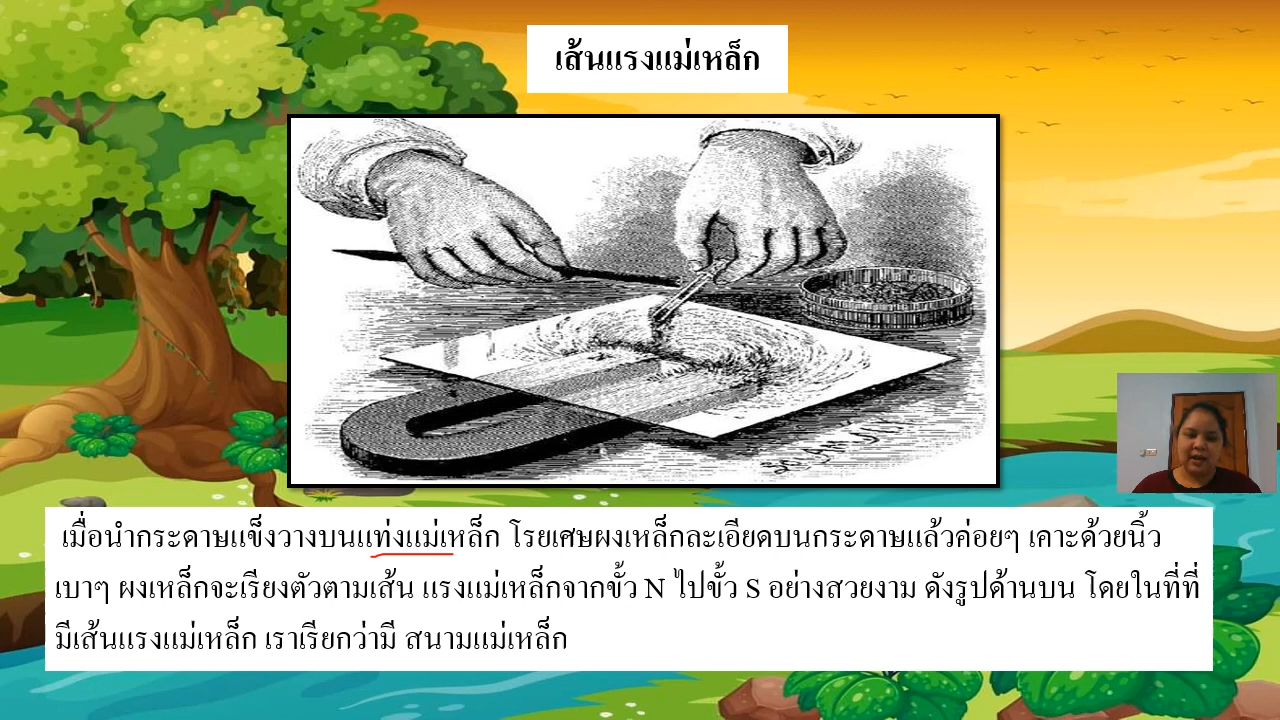 เส้นแรงแม่เหล็ก
เมื่อนำกระดาษแข็งวางบนแท่งแม่เหล็ก โรยเศษผงเหล็กละเอียดบนกระดาษแล้วค่อยๆ เคาะด้วยนิ้ว
เบาๆ ผงเหล็กจะเรียงตัวตามเส้น แรงแม่เหล็กจากขั้ว N ไปขั้ว S อย่างสวยงาม ดังรูปด้านบน โดยในที่ที่
มีเส้นแรงแม่เหล็ก เราเรียกว่ามี สนามแม่เหล็ก